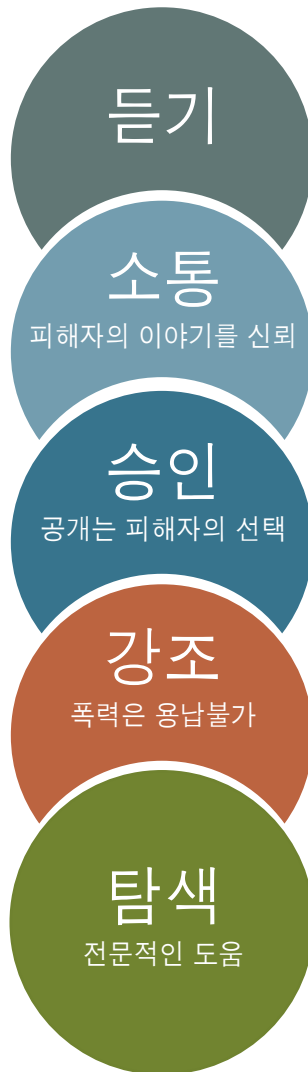 듣기
소통
피해자의 이야기를 신뢰
승인
공개는 피해자의 선택
강조
폭력은 용납불가
탐색
전문적인 도움